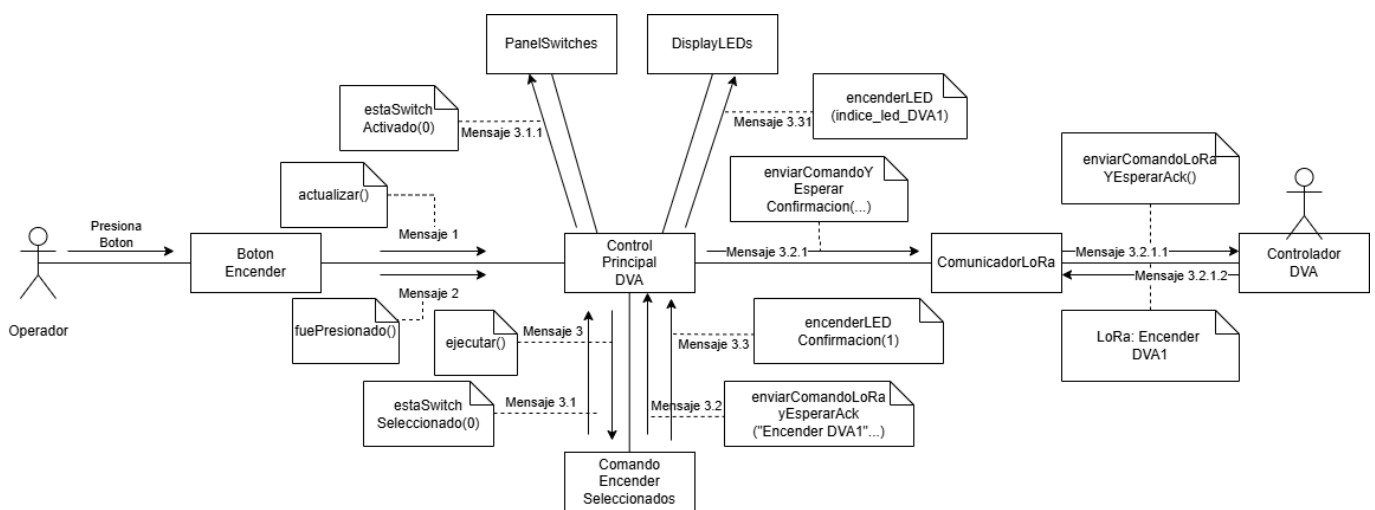 PanelSwitches
DisplayLEDs
estaSwitch
Activado(0)
Mensaje 3.1.1
Mensaje 3.31
encenderLED
(indice_led_DVA1)
actualizar()
enviarComandoY
Esperar
Confirmacion(...)
enviarComandoLoRa
YEsperarAck()
Presiona
Boton
Mensaje 1
Boton
Encender
Control
Principal
DVA
Mensaje 3.2.1
ComunicadorLoRa
Mensaje 3.2.1.1
Mensaje 3.2.1.2
Controlador
DVA
Operador
Mensaje 2
fuePresionado()
ejecutar()
Mensaje 3
Mensaje 3.3
encenderLED
Confirmacion(1)
LoRa: Encender
DVA1
estaSwitch
Seleccionado(0)
Mensaje 3.1
Mensaje 3.2
enviarComandoLoRa
yEsperarAck
("Encender DVA1"...)
Comando
Encender
Seleccionados